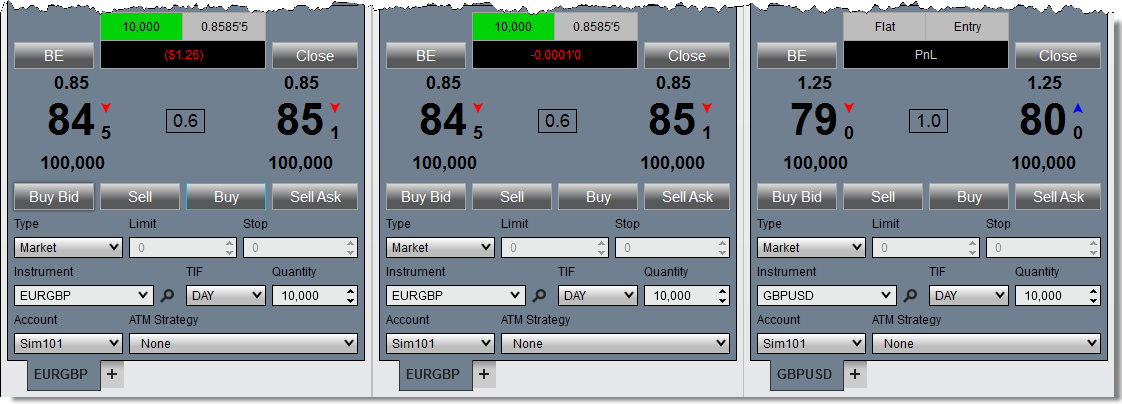 10,000 0.8585'5
BE ($1.26) Close
0.85 0.85
84 5 0.6 85 1
100,000 100,000
Buy Bid Sell Buy Sell Ask
Type Limit Stop
Market 0 0
Instrument TIF Quantity
EURGBP DAY 10,000
Account ATM Strategy
Sim101 None
EURGBP +
10,000 0.8585'5
BE -0.0001'0 Close
0.85 0.85
84 5 0.6 85 1
100,000 100,000
Buy Bid Sell Buy Sell Ask
Type Limit Stop
Market 0 0
Instrument TIF Quantity
EURGBP DAY 10,000
Account ATM Strategy
Sim101 None
EURGBP +
Flat Entry
BE PnL Close
1.25 1.25
79 0 1.0 80 0
100,000 100,000
Buy Bid Sell Buy Sell Ask
Type Limit Stop
Market 0 0
Instrument TIF Quantity
GBPUSD DAY 10,000
Account ATM Strategy
Sim101 None
GBPUSD +